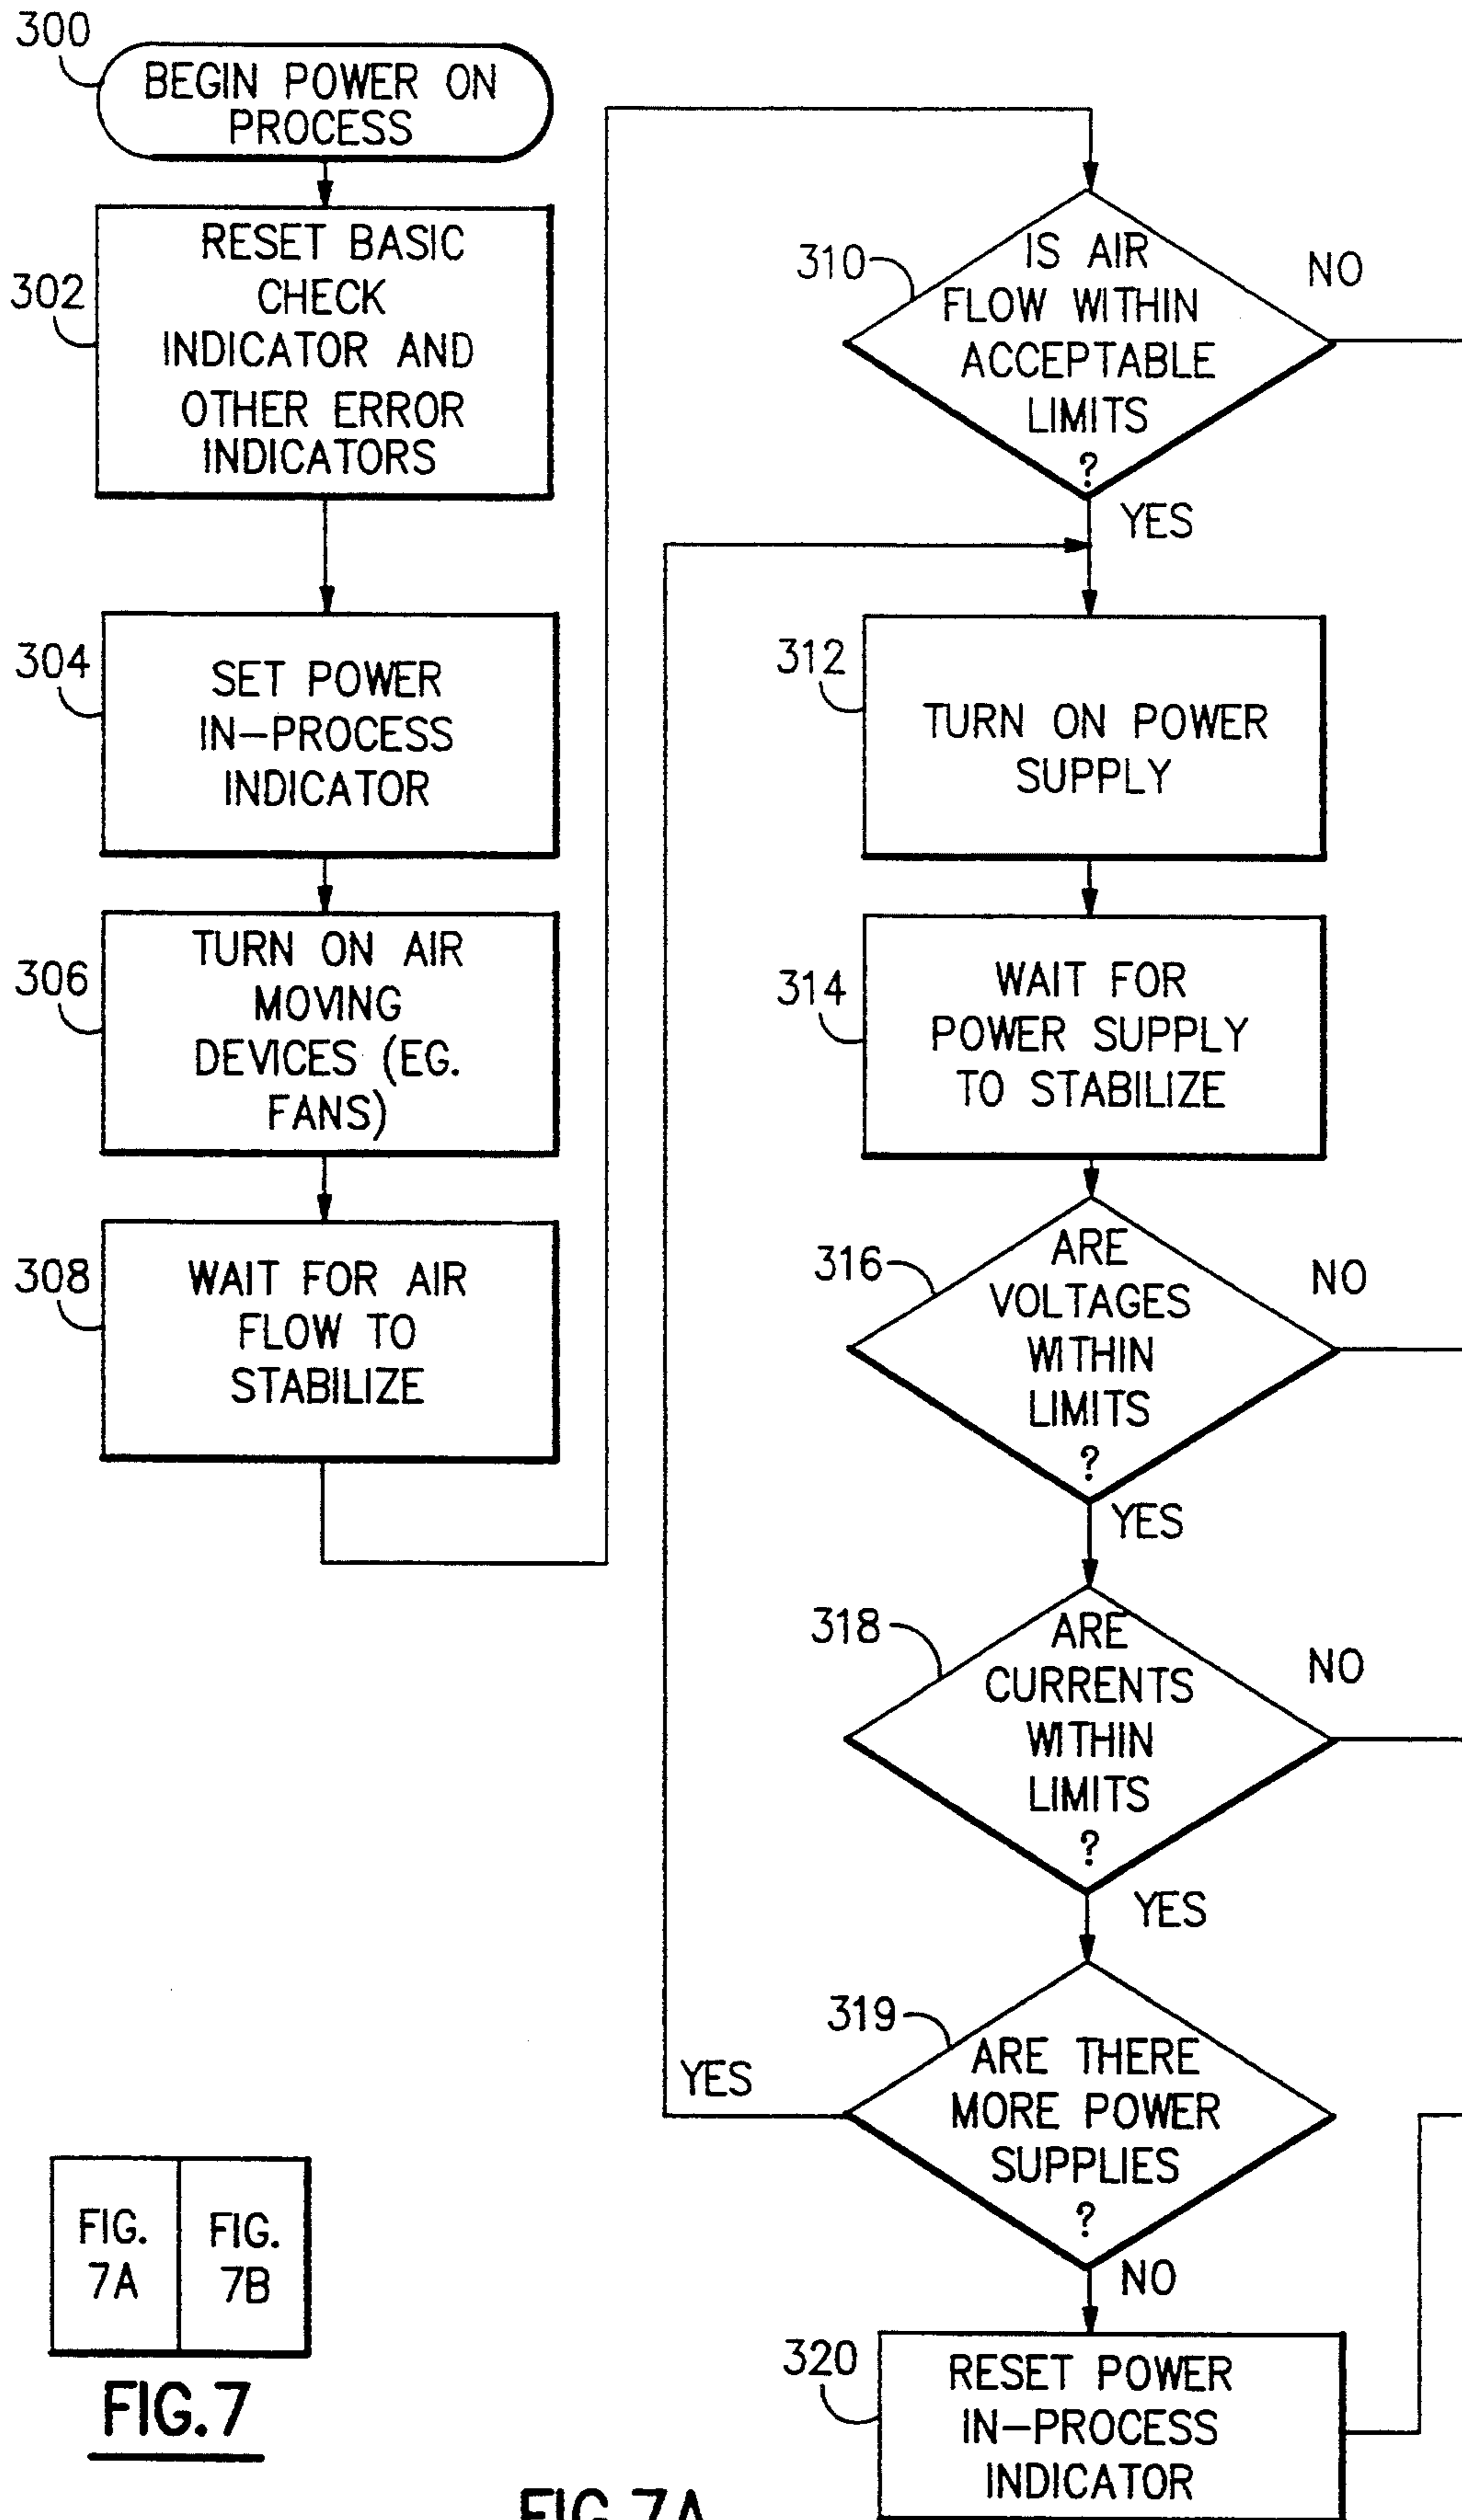 300
BEGIN POWER ON
PROCESS
302
RESET BASIC
CHECK
INDICATOR AND
OTHER ERROR
INDICATORS
304
SET POWER
IN-PROCESS
INDICATOR
306
TURN ON AIR
MOVING
DEVICES (EG.
FANS)
308
WAIT FOR AIR
FLOW TO
STABILIZE
310
IS AIR
FLOW WITHIN
ACCEPTABLE
LIMITS
?
NO
YES
312
TURN ON POWER
SUPPLY
314
WAIT FOR
POWER SUPPLY
TO STABILIZE
316
ARE
VOLTAGES
WITHIN
LIMITS
?
NO
YES
318
ARE
CURRENTS
WITHIN
LIMITS
?
NO
YES
319
ARE THERE
MORE POWER
SUPPLIES
?
YES
NO
320
RESET POWER
IN-PROCESS
INDICATOR
FIG.
7A
FIG.
7B
FIG.7
FIG.7A